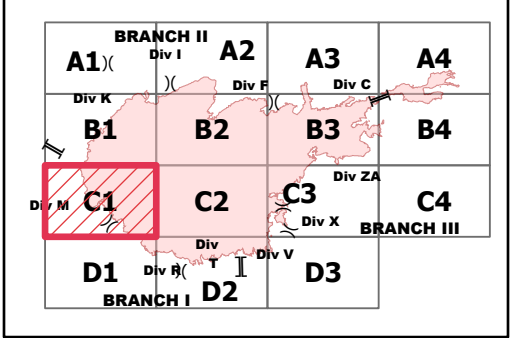 BRANCH II
A1
Div I
A2
A3
A4
Div K
Div F
Div C
B1
B2
B3
B4
Div M
C1
C2
C3
Div ZA
C4
Div X
BRANCH III
D1
Div R
Div
T
Div V
D2
D3
BRANCH I